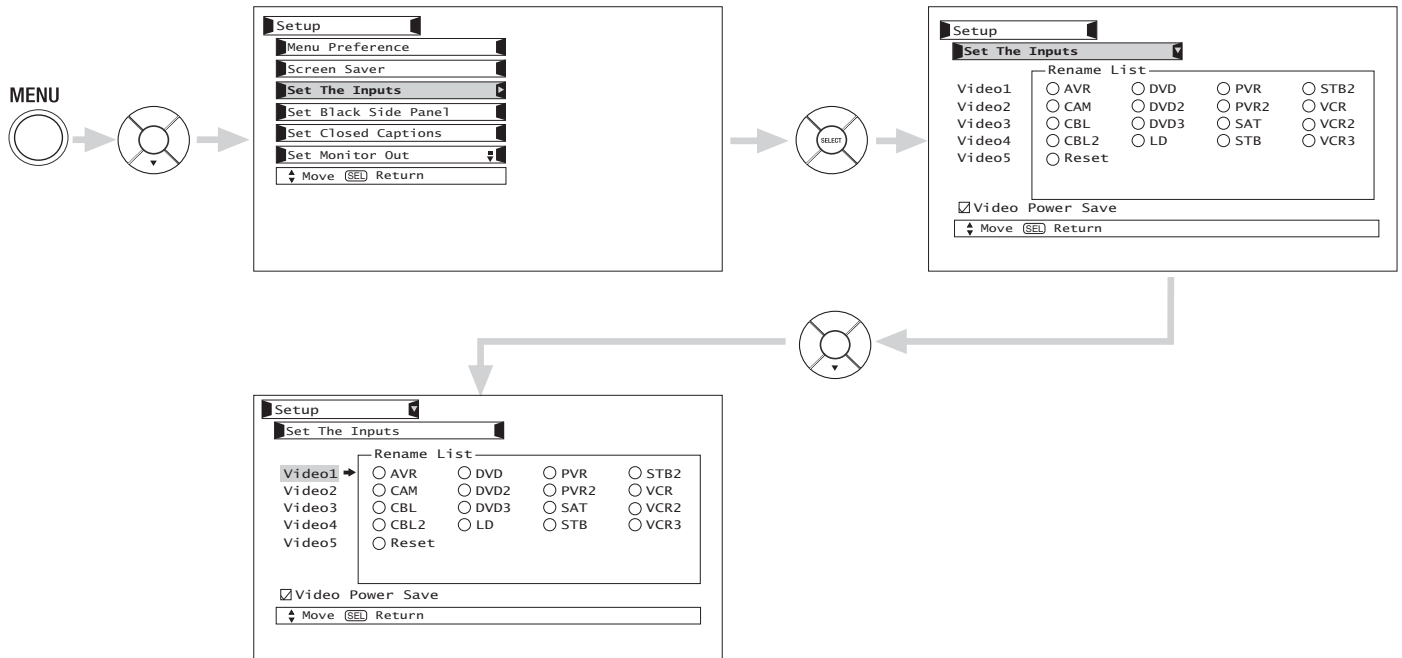 MENU
Setup
Menu Preference
Screen Saver
Set The Inputs
Set Black Side Panel
Set Closed Captions
Set Monitor Out
Move SEL Return
SELECT
Setup
Set The Inputs
Rename List
Video1 AVR DVD PVR STB2
Video2 CAM DVD2 PVR2 VCR
Video3 CBL DVD3 SAT VCR2
Video4 CBL2 LD STB VCR3
Video5 Reset
Video Power Save
Move SEL Return
Setup
Set The Inputs
Rename List
Video1 AVR DVD PVR STB2
Video2 CAM DVD2 PVR2 VCR
Video3 CBL DVD3 SAT VCR2
Video4 CBL2 LD STB VCR3
Video5 Reset
Video Power Save
Move SEL Return